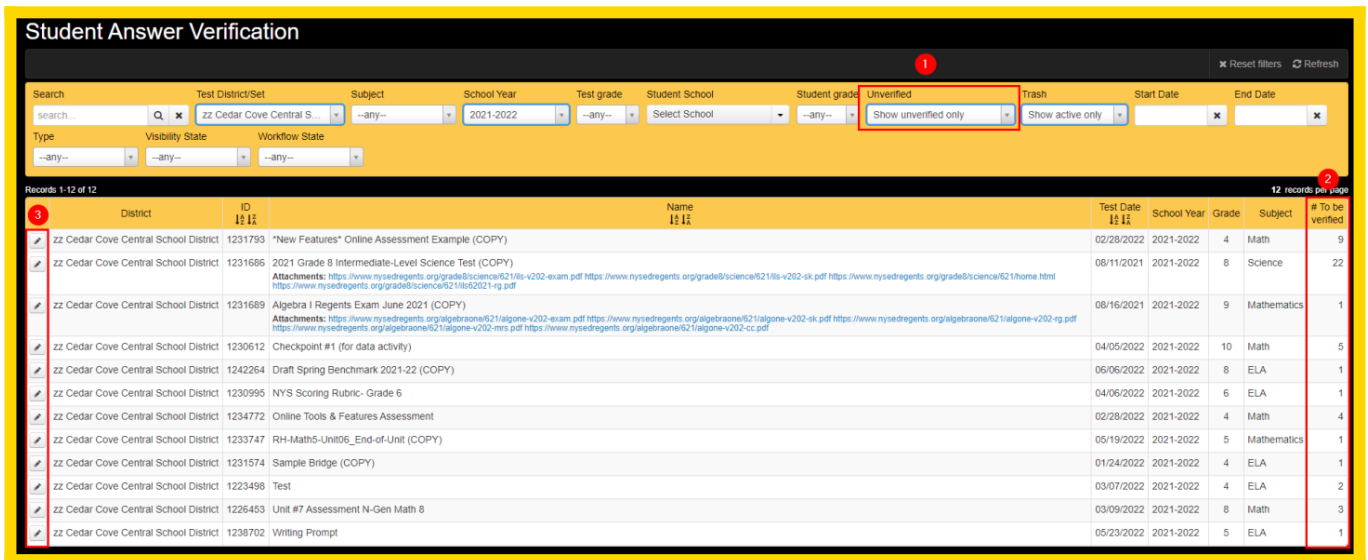 Student Answer Verification
1
✖ Reset filters Refresh
Search Test District/Set Subject School Year Test grade Student School Student grade Unverified Trash Start Date End Date
search... zz Cedar Cove Central S... --any-- 2021-2022 --any-- Select School --any-- Show unverified only Show active only
Type Visibility State Workflow State
--any-- --any-- --any--
2
Records 1-12 of 12 12 records per page
3 District ID Name Test Date School Year Grade Subject # To be verified
zz Cedar Cove Central School District 1231793 *New Features* Online Assessment Example (COPY) 02/28/2022 2021-2022 4 Math 9
zz Cedar Cove Central School District 1231686 2021 Grade 8 Intermediate-Level Science Test (COPY) 08/11/2021 2021-2022 8 Science 22
Attachments: https://www.nysedregents.org/grade8/science/621/ils-v202-exam.pdf https://www.nysedregents.org/grade8/science/621/ils-v202-sk.pdf https://www.nysedregents.org/grade8/science/621/home.html
https://www.nysedregents.org/grade8/science/621/ils62021-rg.pdf
zz Cedar Cove Central School District 1231689 Algebra I Regents Exam June 2021 (COPY) 08/16/2021 2021-2022 9 Mathematics 1
Attachments: https://www.nysedregents.org/algebraone/621/algone-v202-exam.pdf https://www.nysedregents.org/algebraone/621/algone-v202-sk.pdf https://www.nysedregents.org/algebraone/621/algone-v202-rg.pdf
https://www.nysedregents.org/algebraone/621/algone-v202-mrs.pdf https://www.nysedregents.org/algebraone/621/algone-v202-cc.pdf
zz Cedar Cove Central School District 1230612 Checkpoint #1 (for data activity) 04/05/2022 2021-2022 10 Math 5
zz Cedar Cove Central School District 1242264 Draft Spring Benchmark 2021-22 (COPY) 06/06/2022 2021-2022 8 ELA 1
zz Cedar Cove Central School District 1230995 NYS Scoring Rubric- Grade 6 04/06/2022 2021-2022 6 ELA 1
zz Cedar Cove Central School District 1234772 Online Tools & Features Assessment 02/28/2022 2021-2022 4 Math 4
zz Cedar Cove Central School District 1233747 RH-Math5-Unit06_End-of-Unit (COPY) 05/19/2022 2021-2022 5 Mathematics 1
zz Cedar Cove Central School District 1231574 Sample Bridge (COPY) 01/24/2022 2021-2022 4 ELA 1
zz Cedar Cove Central School District 1223498 Test 03/07/2022 2021-2022 4 ELA 2
zz Cedar Cove Central School District 1226453 Unit #7 Assessment N-Gen Math 8 03/09/2022 2021-2022 8 Math 3
zz Cedar Cove Central School District 1238702 Writing Prompt 05/23/2022 2021-2022 5 ELA 1